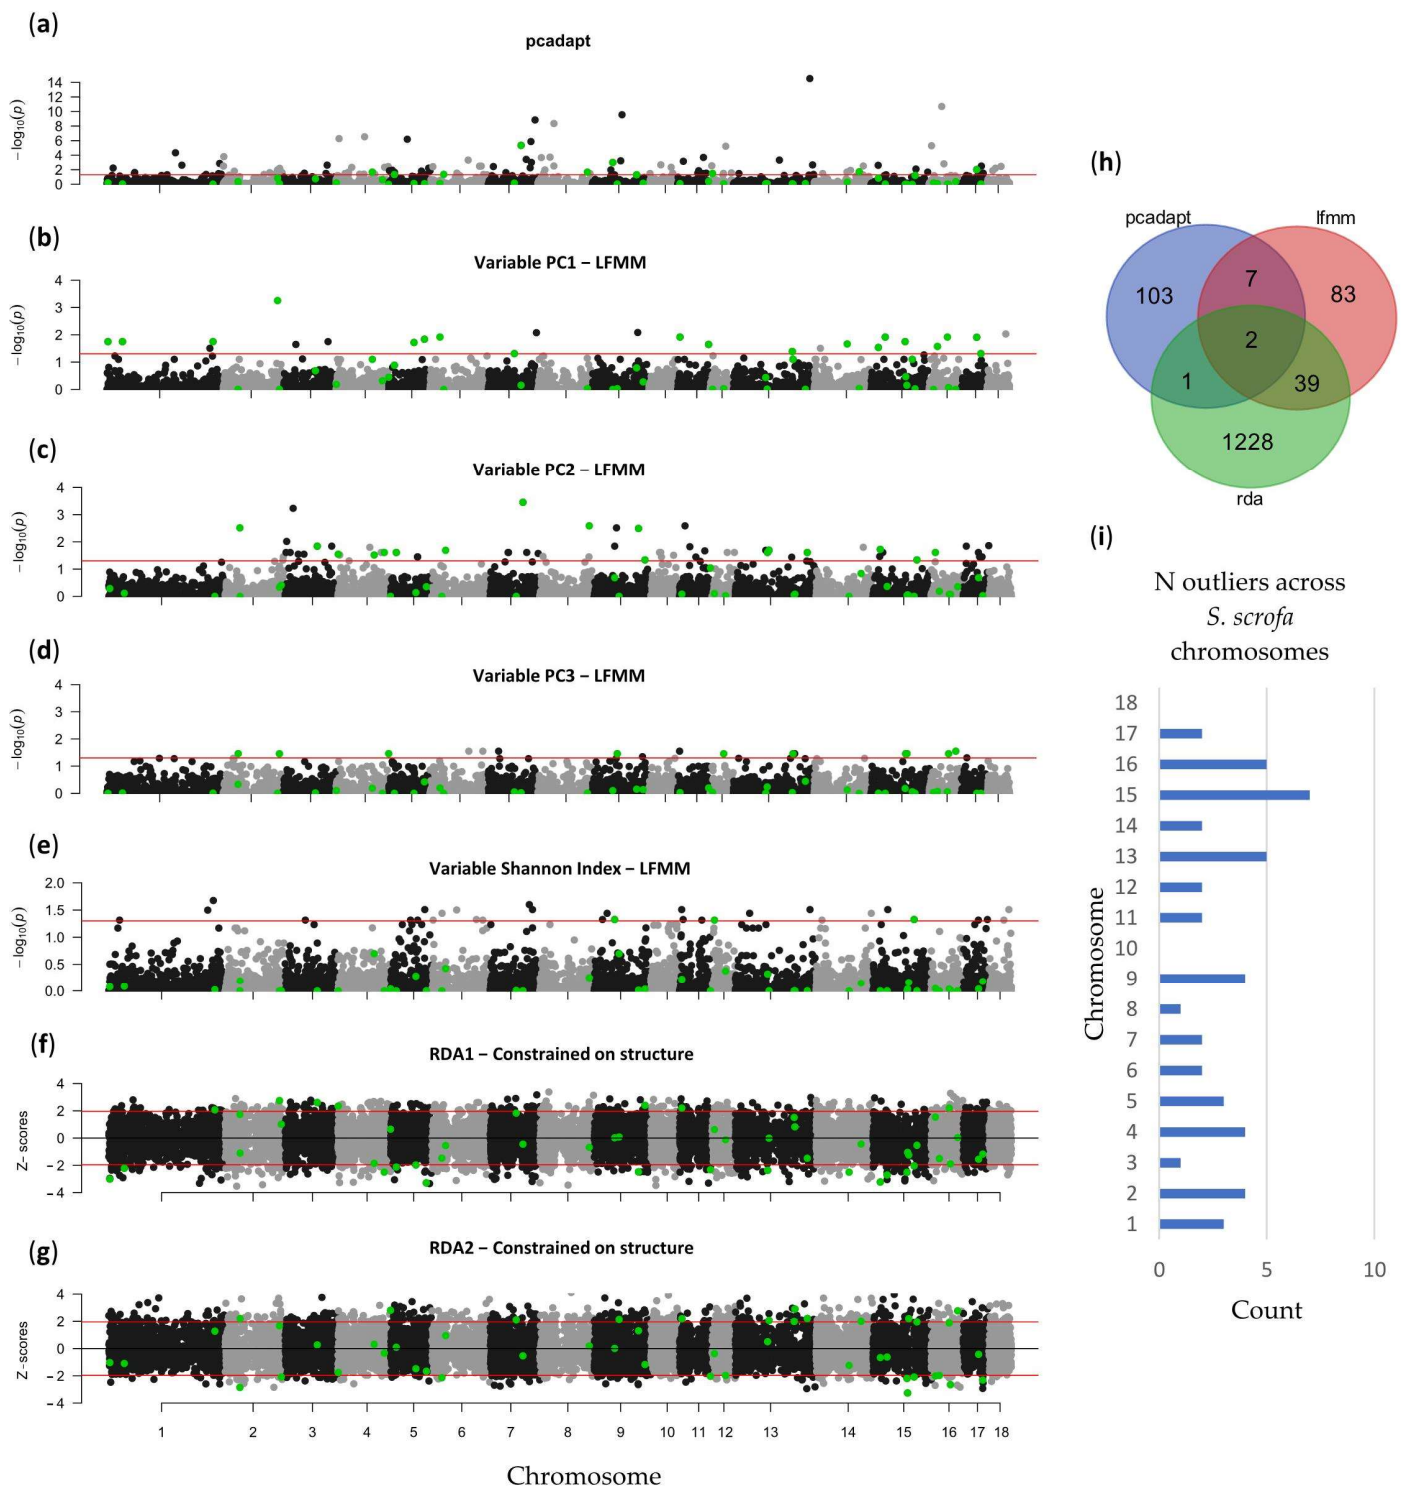 (a)
pcadapt
14
12
10
8
6
4
2
0
−log10(p)
(b)
Variable PC1 – LFMM
4
3
2
1
0
−log10(p)
(c)
Variable PC2 – LFMM
4
3
2
1
0
−log10(p)
(d)
Variable PC3 – LFMM
4
3
2
1
0
−log10(p)
(e)
Variable Shannon Index – LFMM
2.0
1.5
1.0
0.5
0.0
−log10(p)
(f)
RDA1 – Constrained on structure
4
2
0
−2
−4
Z- scores
(g)
RDA2 – Constrained on structure
4
2
0
−2
−4
Z-scores
1 2 3 4 5 6 7 8 9 10 11 12 13 14 15 16 17 18
Chromosome
(h)
pcadapt lfmm
103 7 83
2
1 39
1228
rda
(i)
N outliers across
S. scrofa
chromosomes
18
17
16
15
14
13
12
11
10
9
8
7
6
5
4
3
2
1
Chromosome
0 5 10
Count